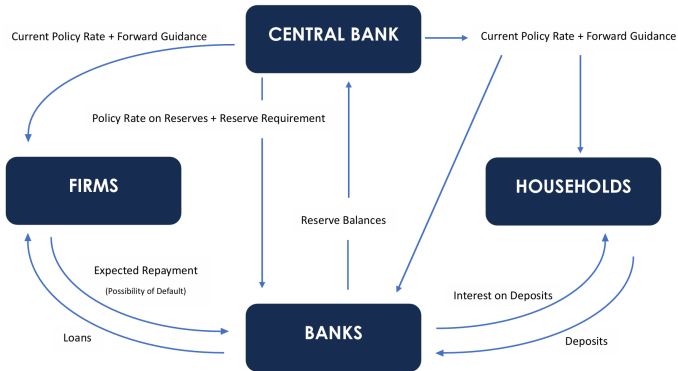 CENTRAL BANK
Current Policy Rate + Forward Guidance
Current Policy Rate + Forward Guidance
Policy Rate on Reserves + Reserve Requirement
FIRMS
HOUSEHOLDS
Reserve Balances
Expected Repayment
(Possibility of Default)
Interest on Deposits
Loans
BANKS
Deposits